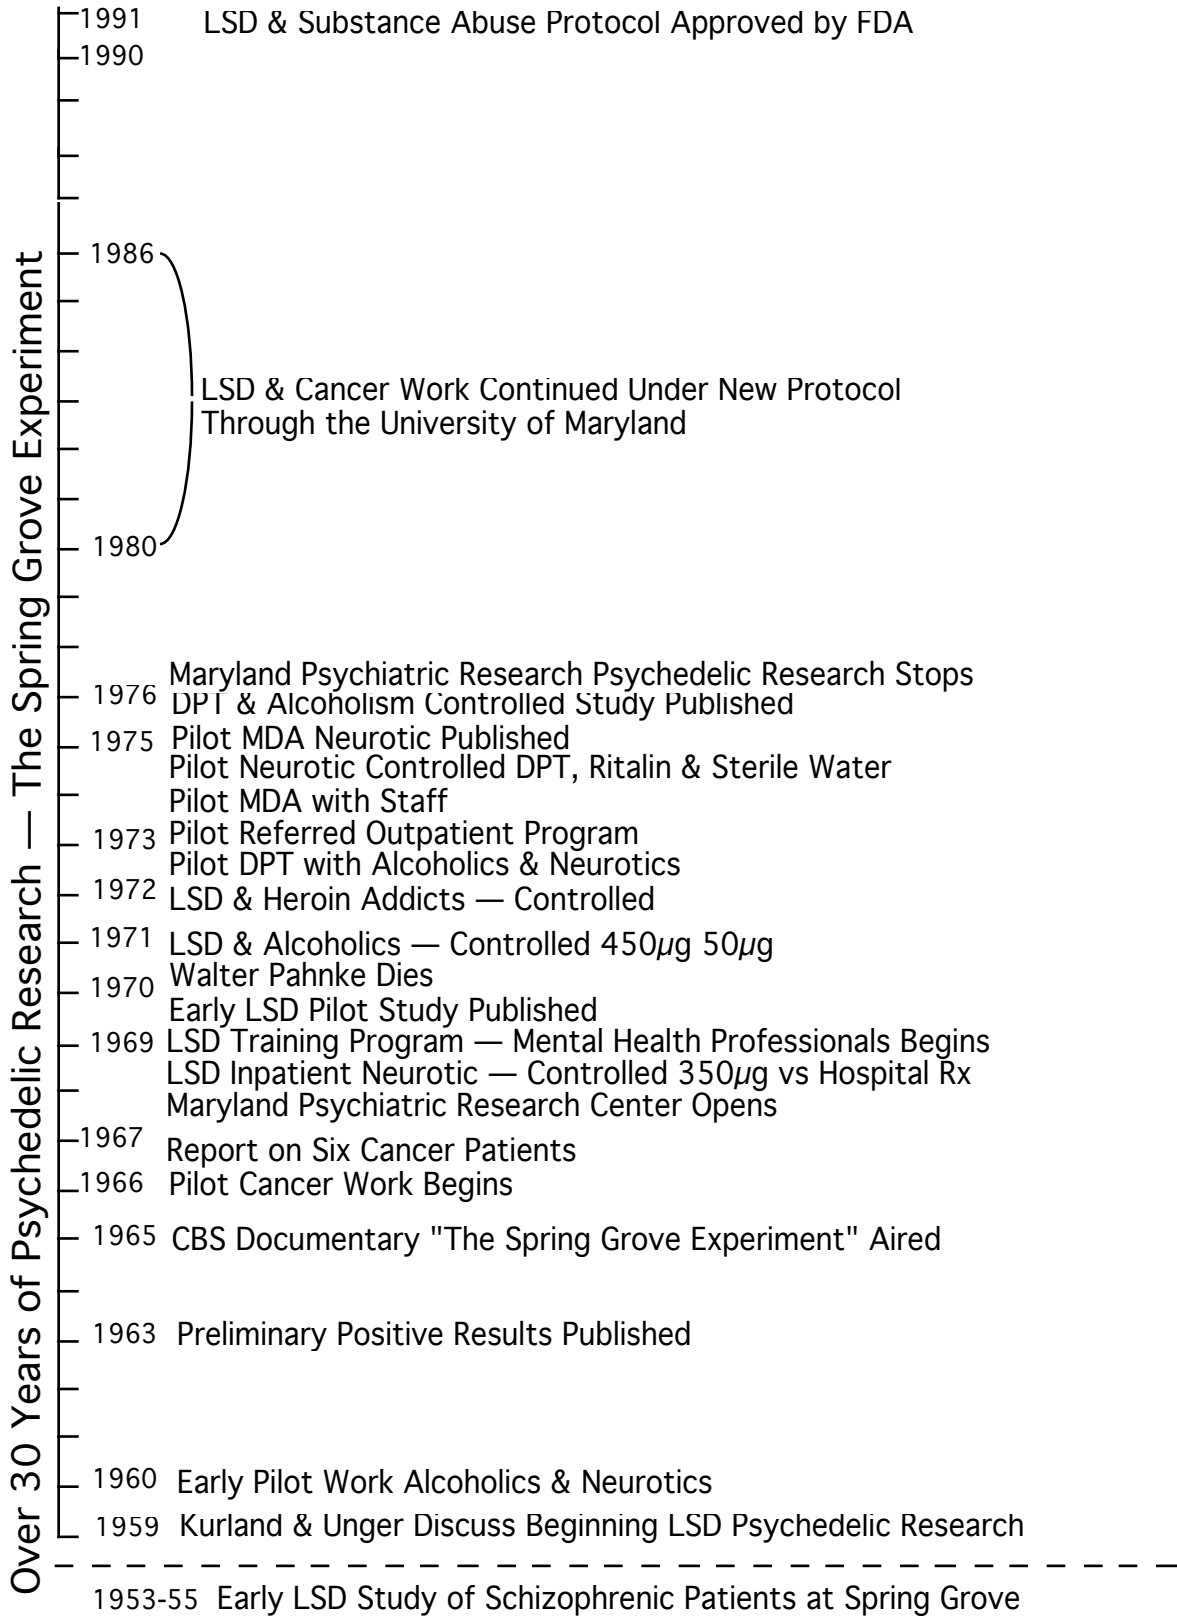 Over 30 Years of Psychedelic Research — The Spring Grove Experiment
1991 LSD & Substance Abuse Protocol Approved by FDA
1990
1986
LSD & Cancer Work Continued Under New Protocol
Through the University of Maryland
1980
Maryland Psychiatric Research Psychedelic Research Stops
1976 DPT & Alcoholism Controlled Study Published
1975 Pilot MDA Neurotic Published
Pilot Neurotic Controlled DPT, Ritalin & Sterile Water
Pilot MDA with Staff
1973 Pilot Referred Outpatient Program
Pilot DPT with Alcoholics & Neurotics
1972 LSD & Heroin Addicts — Controlled
1971 LSD & Alcoholics — Controlled 450µg 50µg
Walter Pahnke Dies
1970
Early LSD Pilot Study Published
1969 LSD Training Program — Mental Health Professionals Begins
LSD Inpatient Neurotic — Controlled 350µg vs Hospital Rx
Maryland Psychiatric Research Center Opens
1967 Report on Six Cancer Patients
1966 Pilot Cancer Work Begins
1965 CBS Documentary "The Spring Grove Experiment" Aired
1963 Preliminary Positive Results Published
1960 Early Pilot Work Alcoholics & Neurotics
1959 Kurland & Unger Discuss Beginning LSD Psychedelic Research
1953-55 Early LSD Study of Schizophrenic Patients at Spring Grove